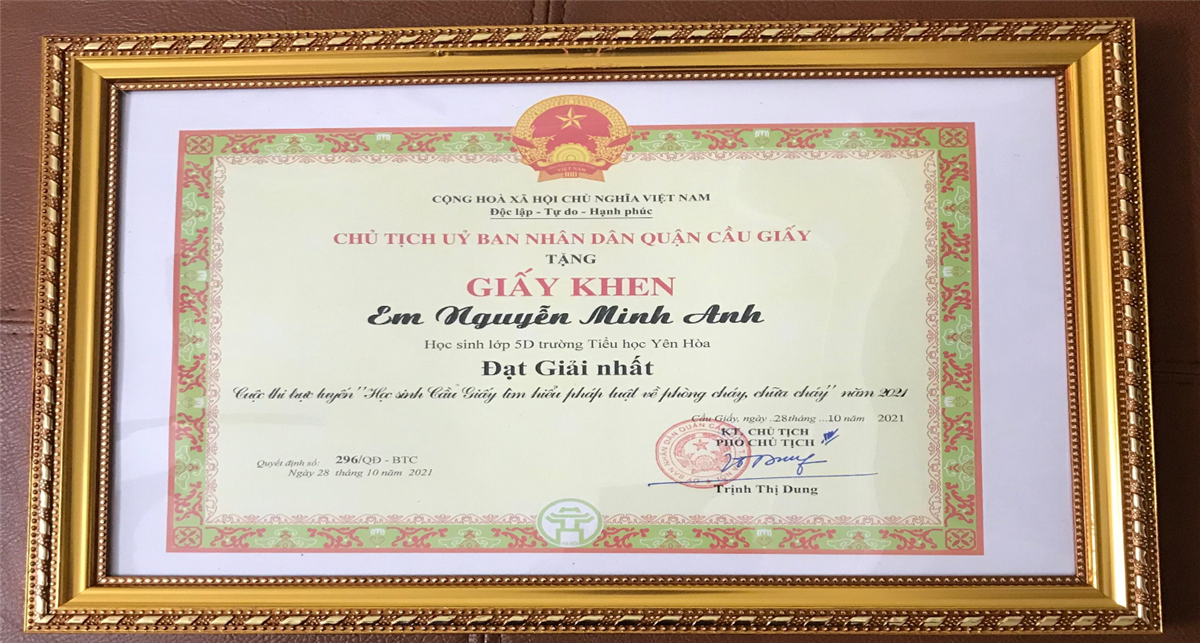 VIỆT NAM
CỘNG HOÀ XÃ HỘI CHỦ NGHĨA VIỆT NAM
Độc lập - Tự do - Hạnh phúc
CHỦ TỊCH UỶ BAN NHÂN DÂN QUẬN CẦU GIẤY
TẶNG
GIẤY KHEN
Em Nguyễn Minh Anh
Học sinh lớp 5D trường Tiểu học Yên Hòa
Đạt Giải nhất
Cuộc thi trực tuyến "Học sinh Cầu Giấy tìm hiểu pháp luật về phòng cháy, chữa cháy" năm 2021
Cầu Giấy, ngày ..28tháng ...10 năm 2021
KT. CHỦ TỊCH
PHÓ CHỦ TỊCH
Quyết định số: 296/QĐ - BTC
Ngày 28 tháng 10 năm 2021
Trịnh Thị Dung